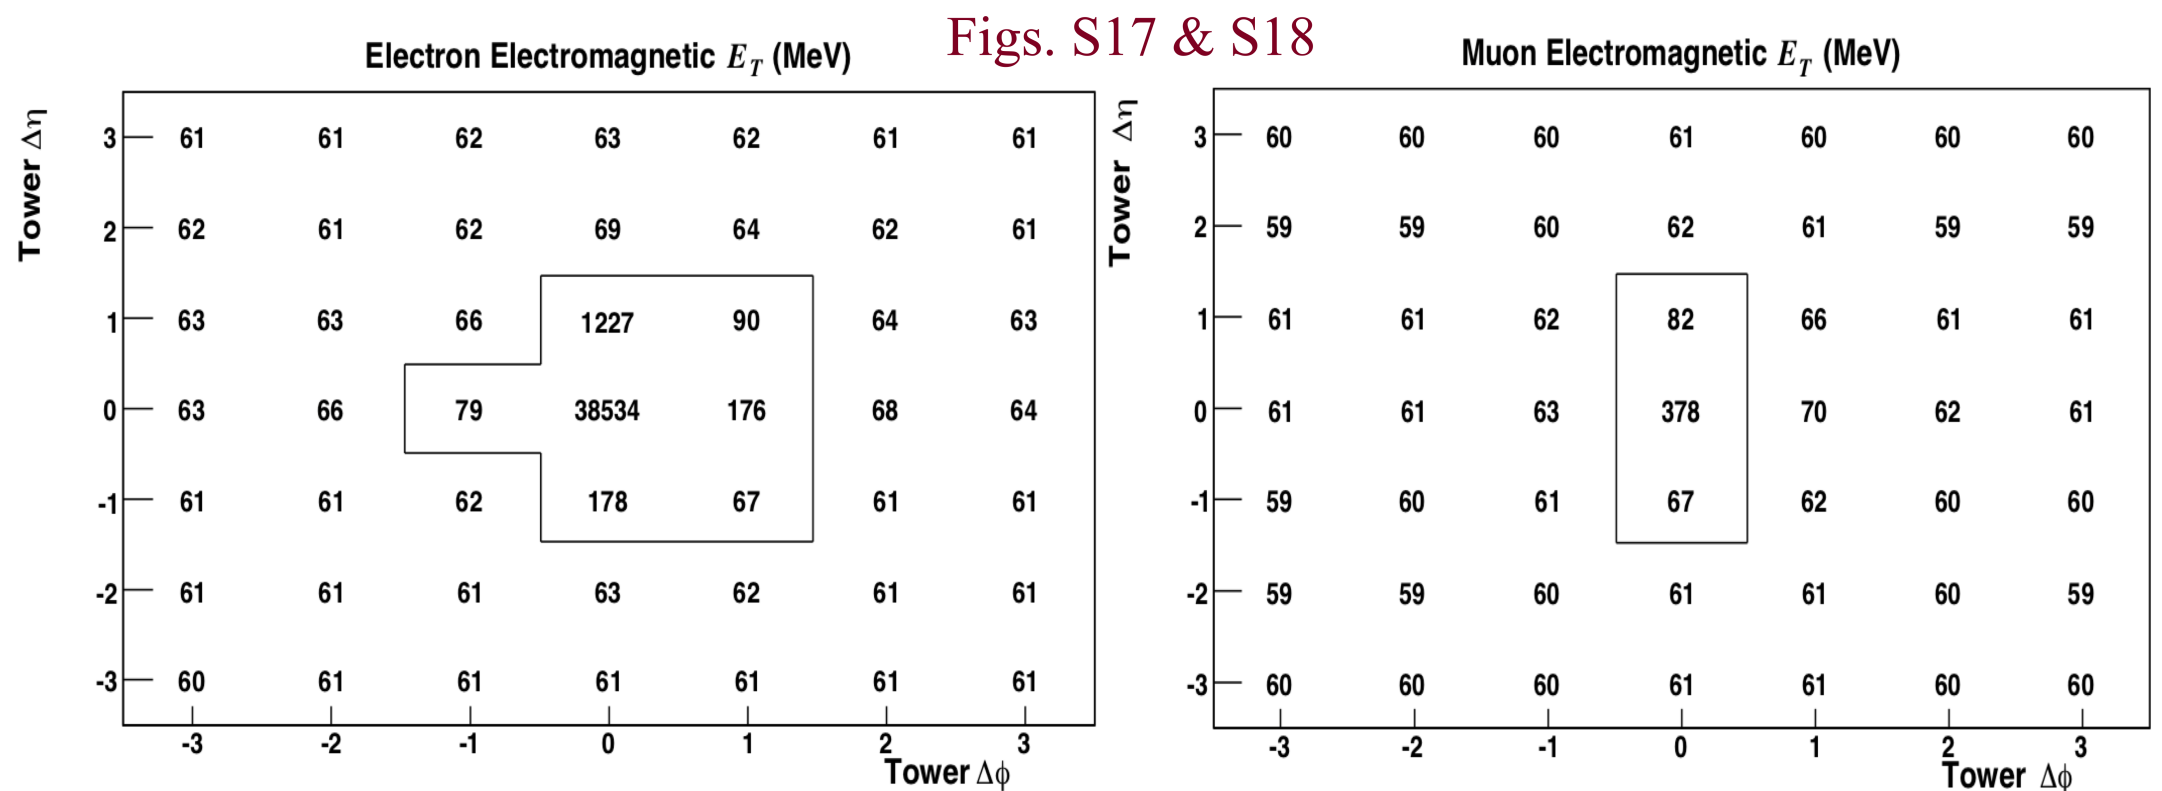 Figs. S17 & S18
Electron Electromagnetic E_T (MeV)
Tower Δη
3 61 61 62 63 62 61 61
2 62 61 62 69 64 62 61
1 63 63 66 1227 90 64 63
0 63 66 79 38534 176 68 64
-1 61 61 62 178 67 61 61
-2 61 61 61 63 62 61 61
-3 60 61 61 61 61 61 61
-3 -2 -1 0 1 2 3
Tower Δϕ
Muon Electromagnetic E_T (MeV)
Tower Δη
3 60 60 60 61 60 60 60
2 59 59 60 62 61 59 59
1 61 61 62 82 66 61 61
0 61 61 63 378 70 62 61
-1 59 60 61 67 62 60 60
-2 59 59 60 61 61 60 59
-3 60 60 60 61 61 60 60
-3 -2 -1 0 1 2 3
Tower Δϕ